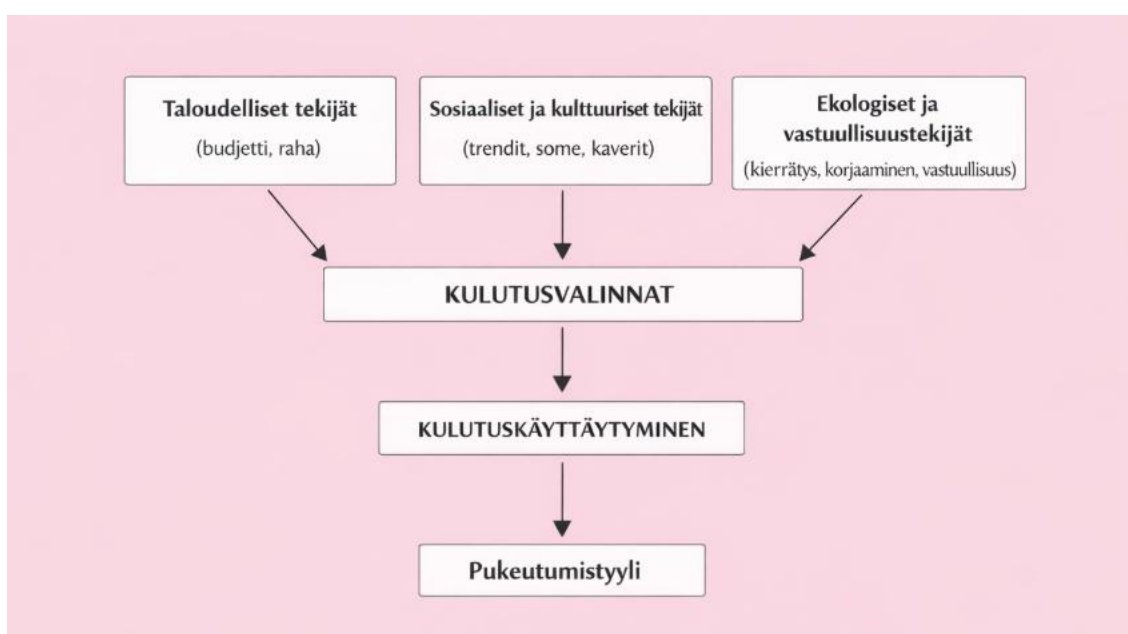 Taloudelliset tekijät
(budjetti, raha)
Sosiaaliset ja kulttuuriset tekijät
(trendit, some, kaverit)
Ekologiset ja
vastuullisuustekijät
(kierrätys, korjaaminen, vastuullisuus)
KULUTUSVALINNAT
KULUTUSKÄYTTÄYTYMINEN
Pukeutumistyyli